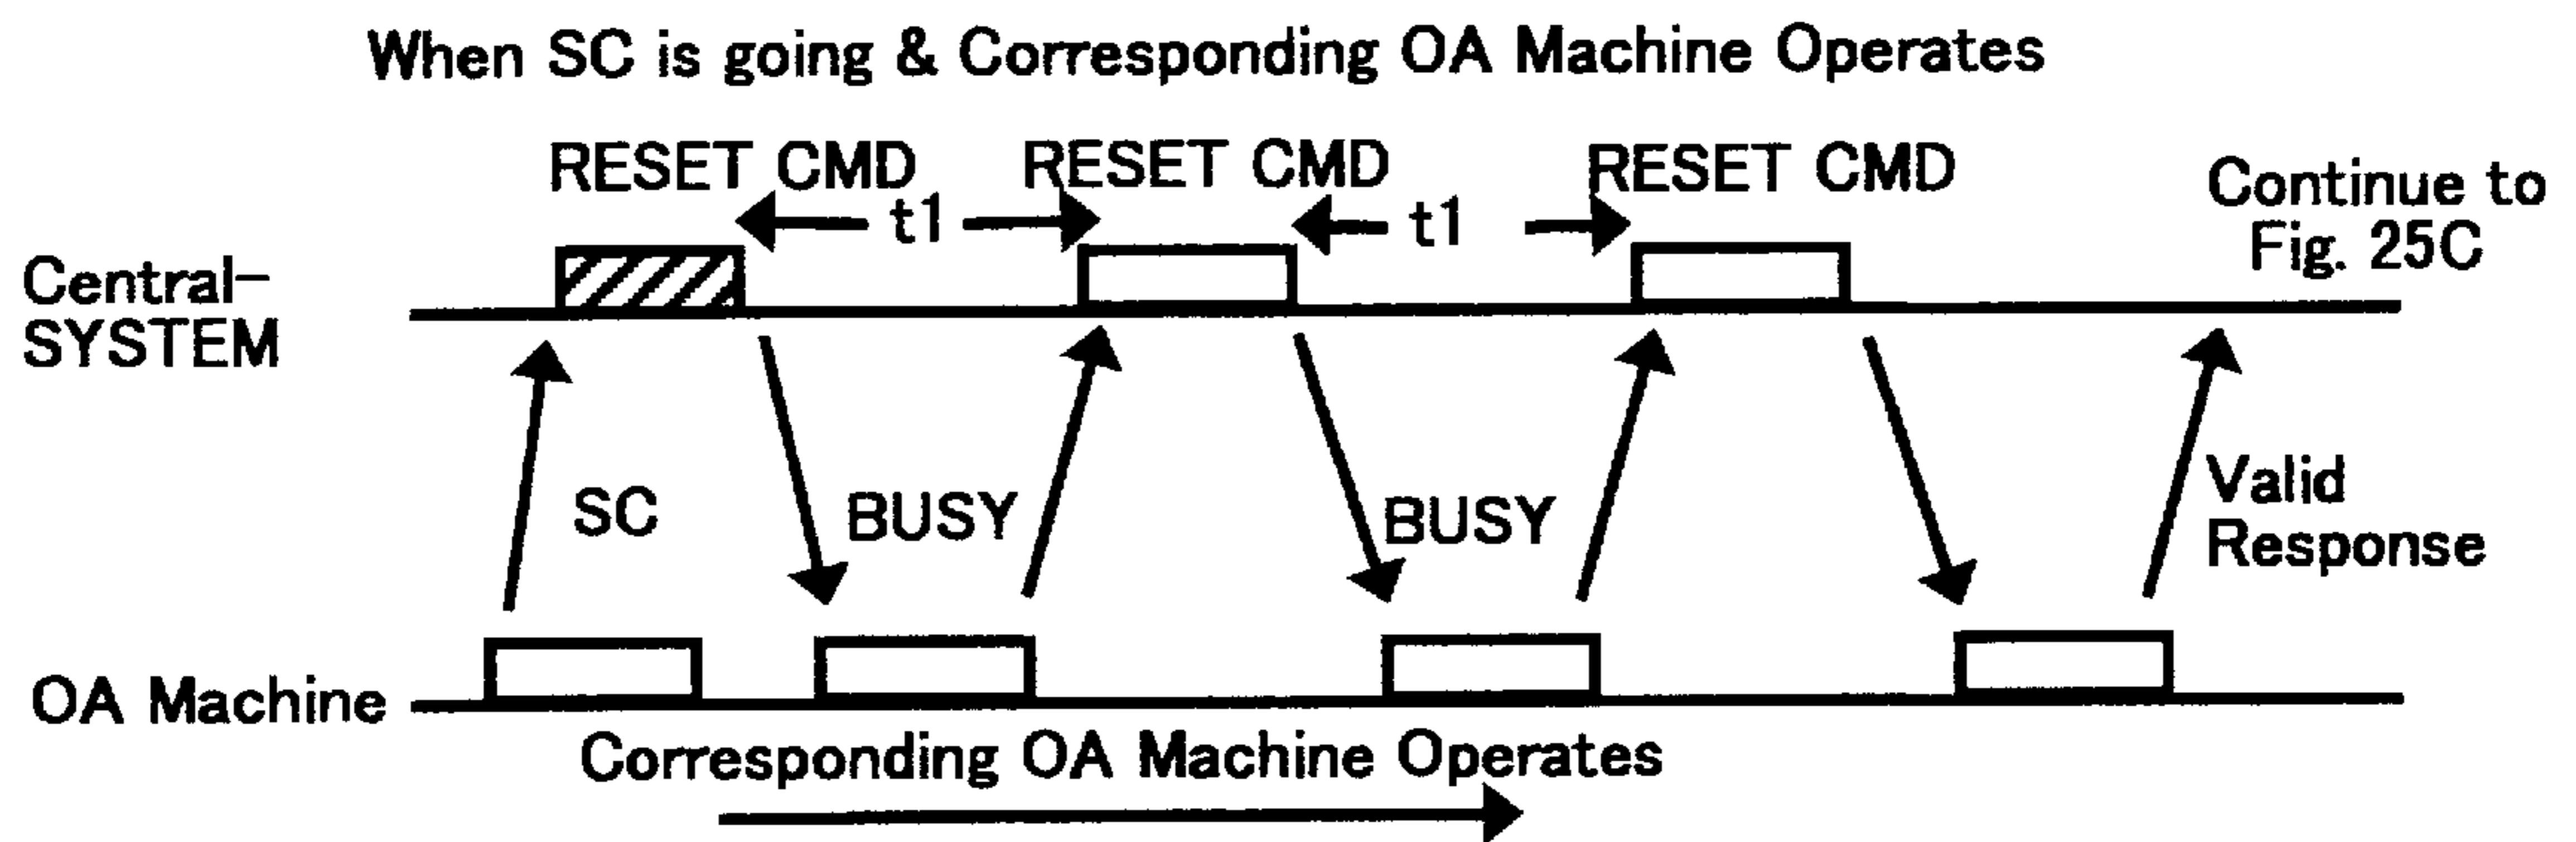 When SC is going & Corresponding OA Machine Operates
RESET CMD
RESET CMD
RESET CMD
t1
t1
Continue to
Fig. 25C
Central-
SYSTEM
SC
BUSY
BUSY
Valid
Response
OA Machine
Corresponding OA Machine Operates